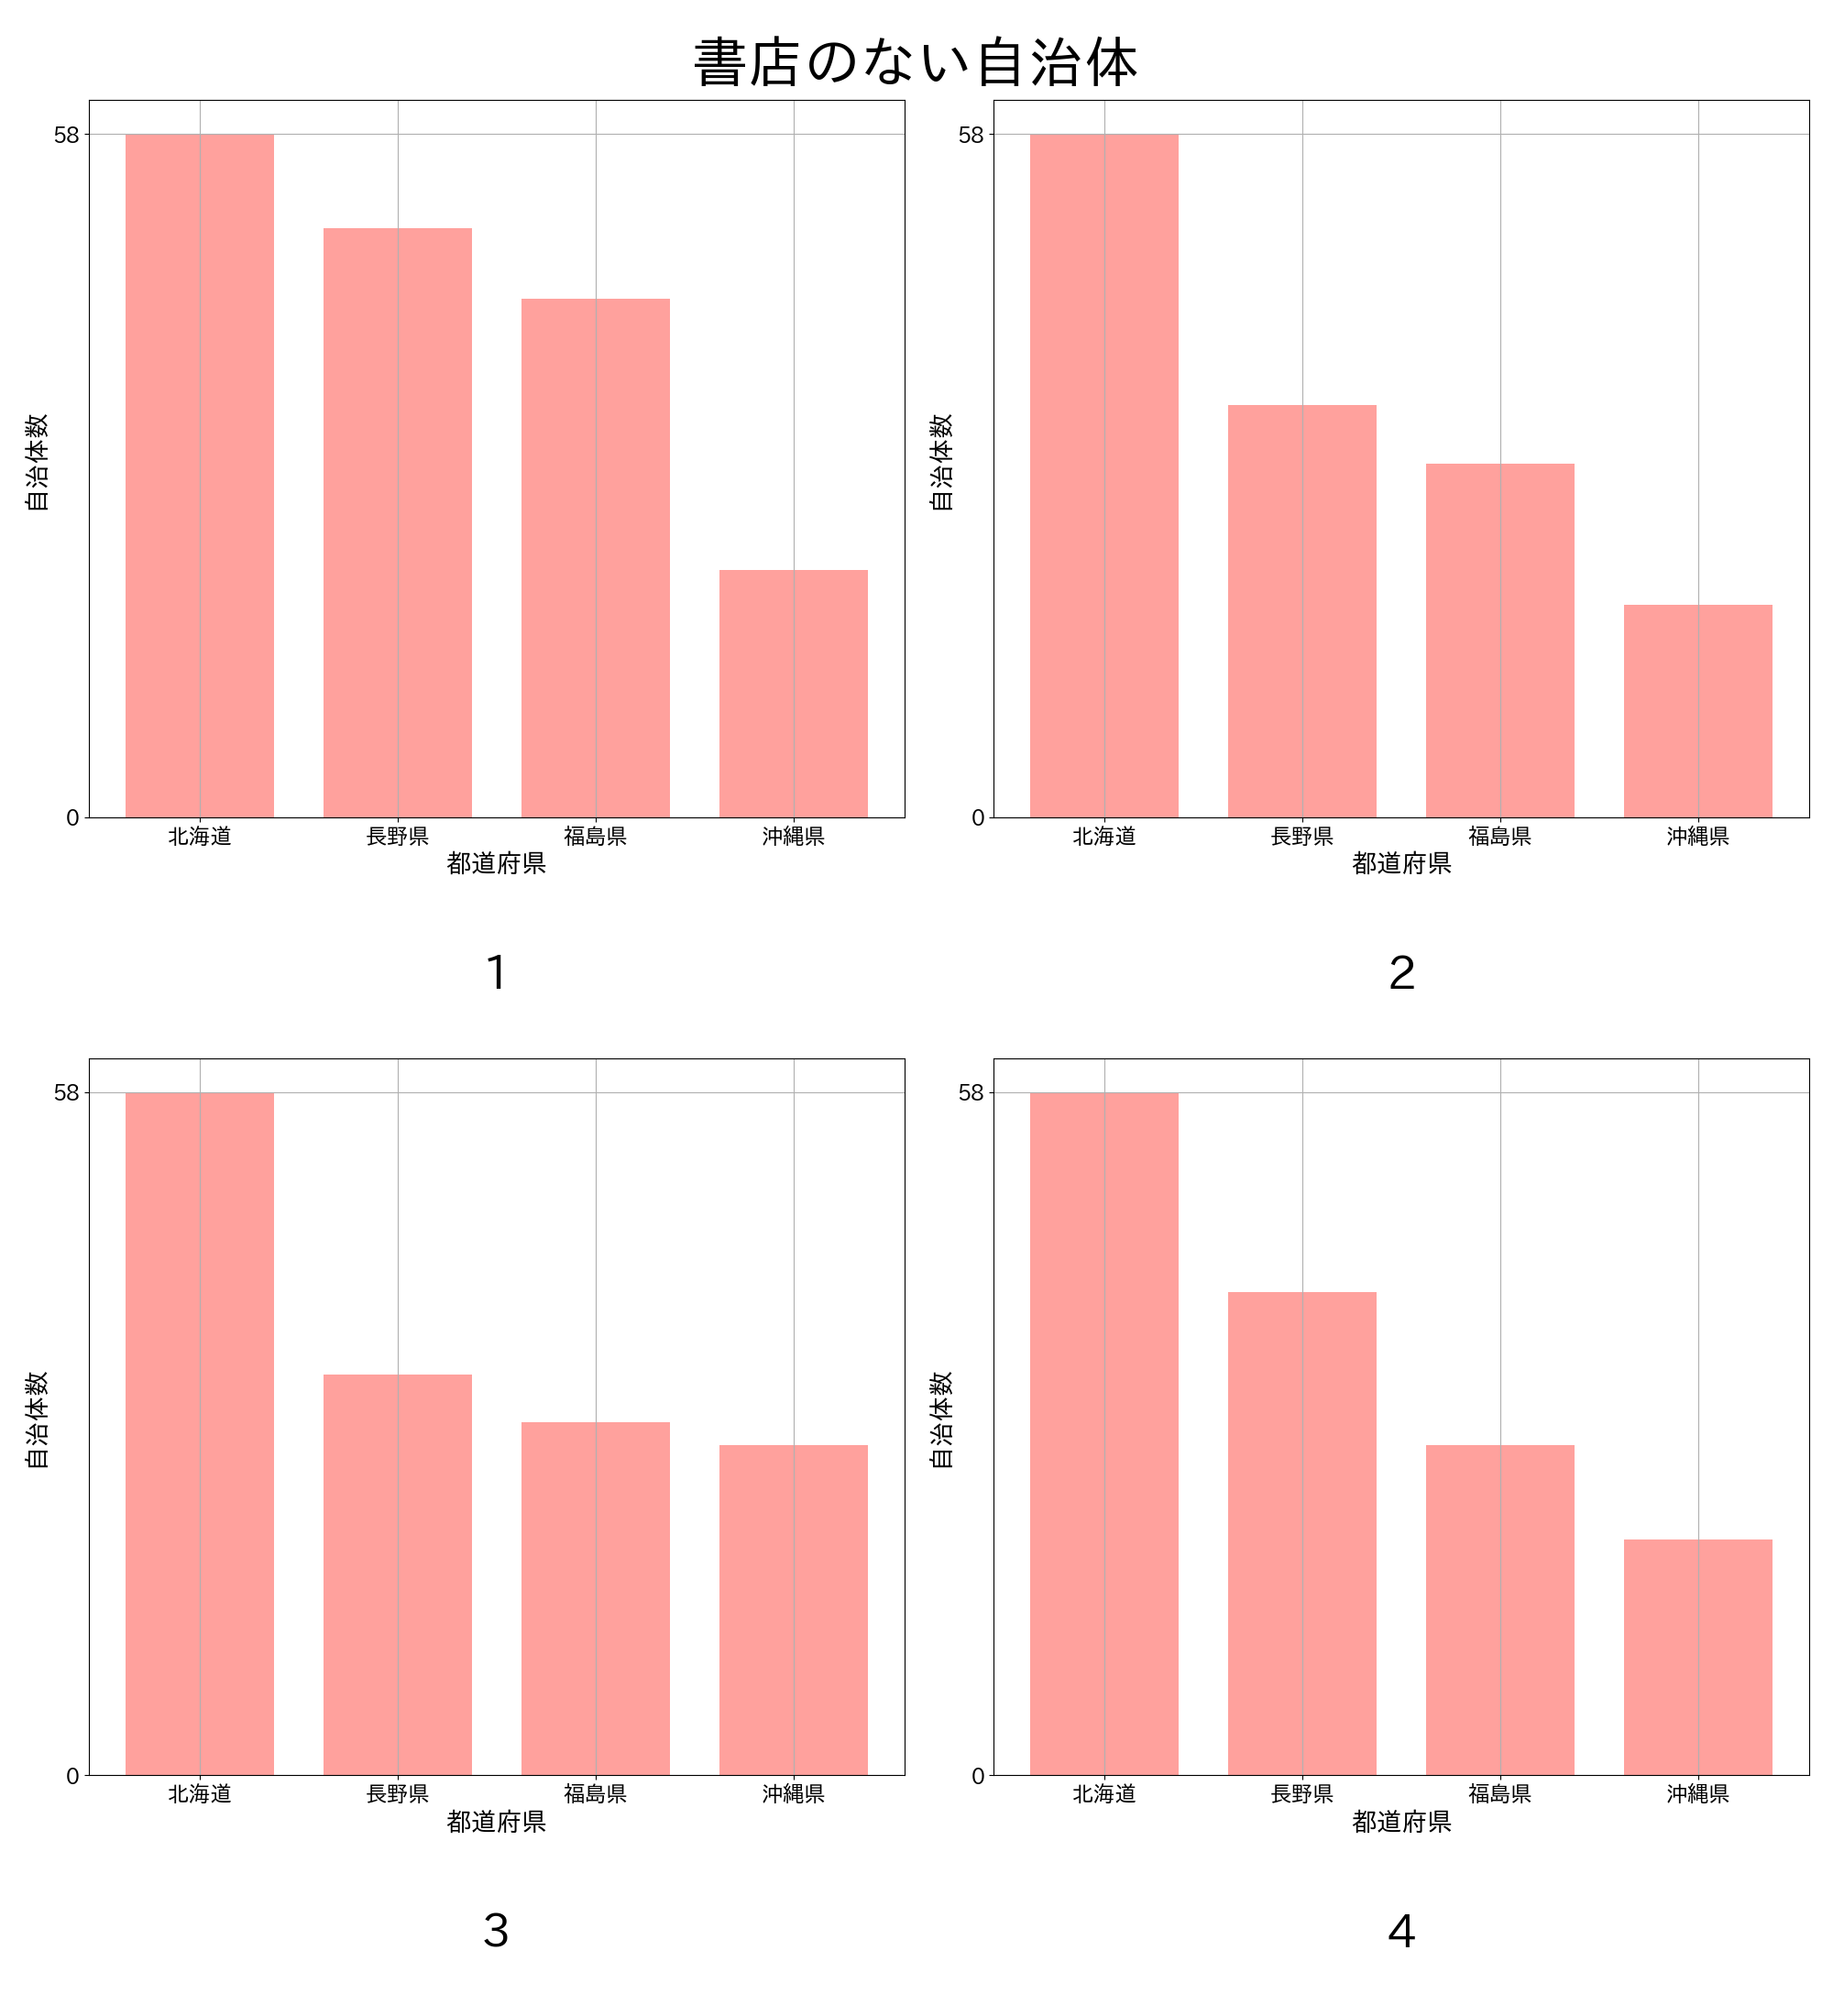 書店のない自治体
58
0
自治体数
北海道 長野県 福島県 沖縄県
都道府県
1
58
0
自治体数
北海道 長野県 福島県 沖縄県
都道府県
2
58
0
自治体数
北海道 長野県 福島県 沖縄県
都道府県
3
58
0
自治体数
北海道 長野県 福島県 沖縄県
都道府県
4